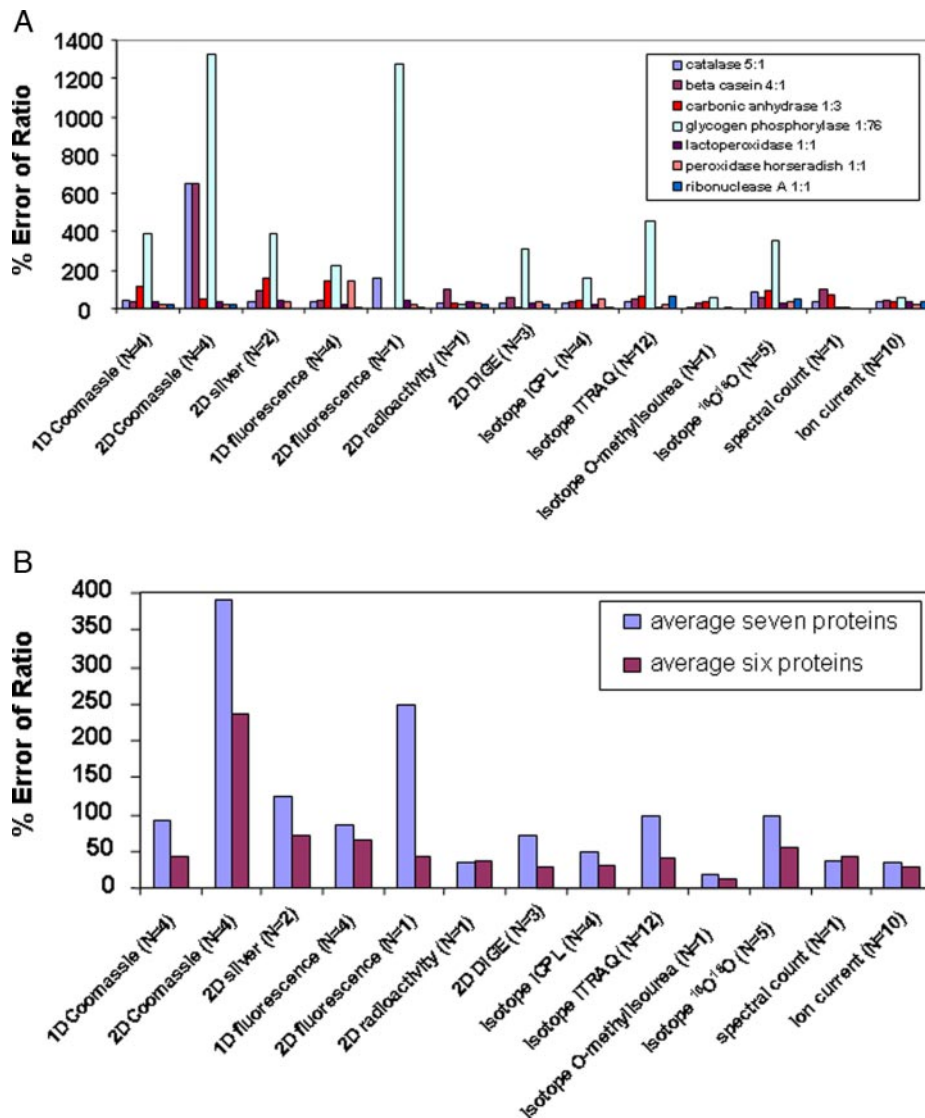 A
1400
1200
1000
800
600
400
200
0
% Error of Ratio
catalase 5:1
beta casein 4:1
carbonic anhydrase 1:3
glycogen phosphorylase 1:76
lactoperoxidase 1:1
peroxidase horseradish 1:1
ribonuclease A 1:1
1D Coomassie (N=4)
2D Coomassie (N=4)
2D silver (N=2)
1D fluorescence (N=4)
2D fluorescence (N=1)
2D radioactivity (N=1)
2D DIGE (N=3)
Isotope ICPL (N=4)
Isotope ITRAQ (N=12)
Isotope O-methylisourea (N=1)
Isotope ¹⁸O¹⁶O (N=5)
spectral count (N=1)
Ion current (N=10)
B
400
350
300
250
200
150
100
50
0
% Error of Ratio
average seven proteins
average six proteins
1D Coomassie (N=4)
2D Coomassie (N=4)
2D silver (N=2)
1D fluorescence (N=4)
2D fluorescence (N=1)
2D radioactivity (N=1)
2D DIGE (N=3)
Isotope ICPL (N=4)
Isotope ITRAQ (N=12)
Isotope O-methylisourea (N=1)
Isotope ¹⁸O¹⁶O (N=5)
spectral count (N=1)
Ion current (N=10)